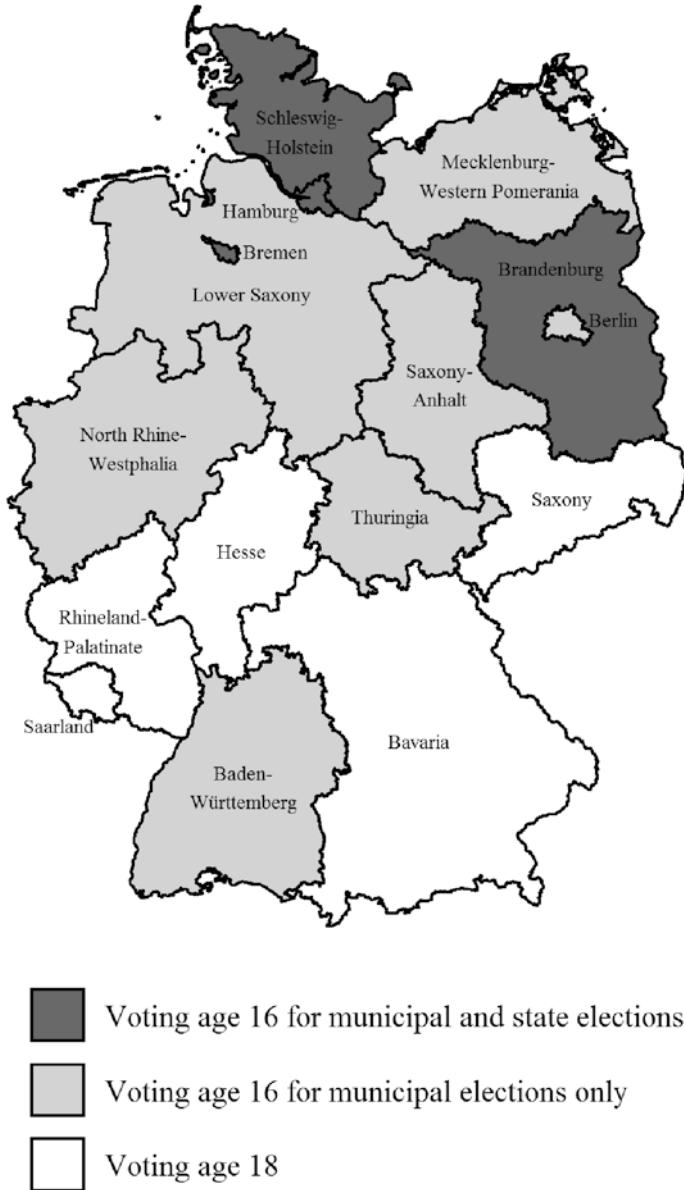 Schleswig-
Holstein
Mecklenburg-
Western Pomerania
Hamburg
Bremen
Brandenburg
Lower Saxony
Berlin
Saxony-
Anhalt
North Rhine-
Westphalia
Saxony
Thuringia
Hesse
Rhineland-
Palatinate
Saarland
Bavaria
Baden-
Württemberg
Voting age 16 for municipal and state elections
Voting age 16 for municipal elections only
Voting age 18